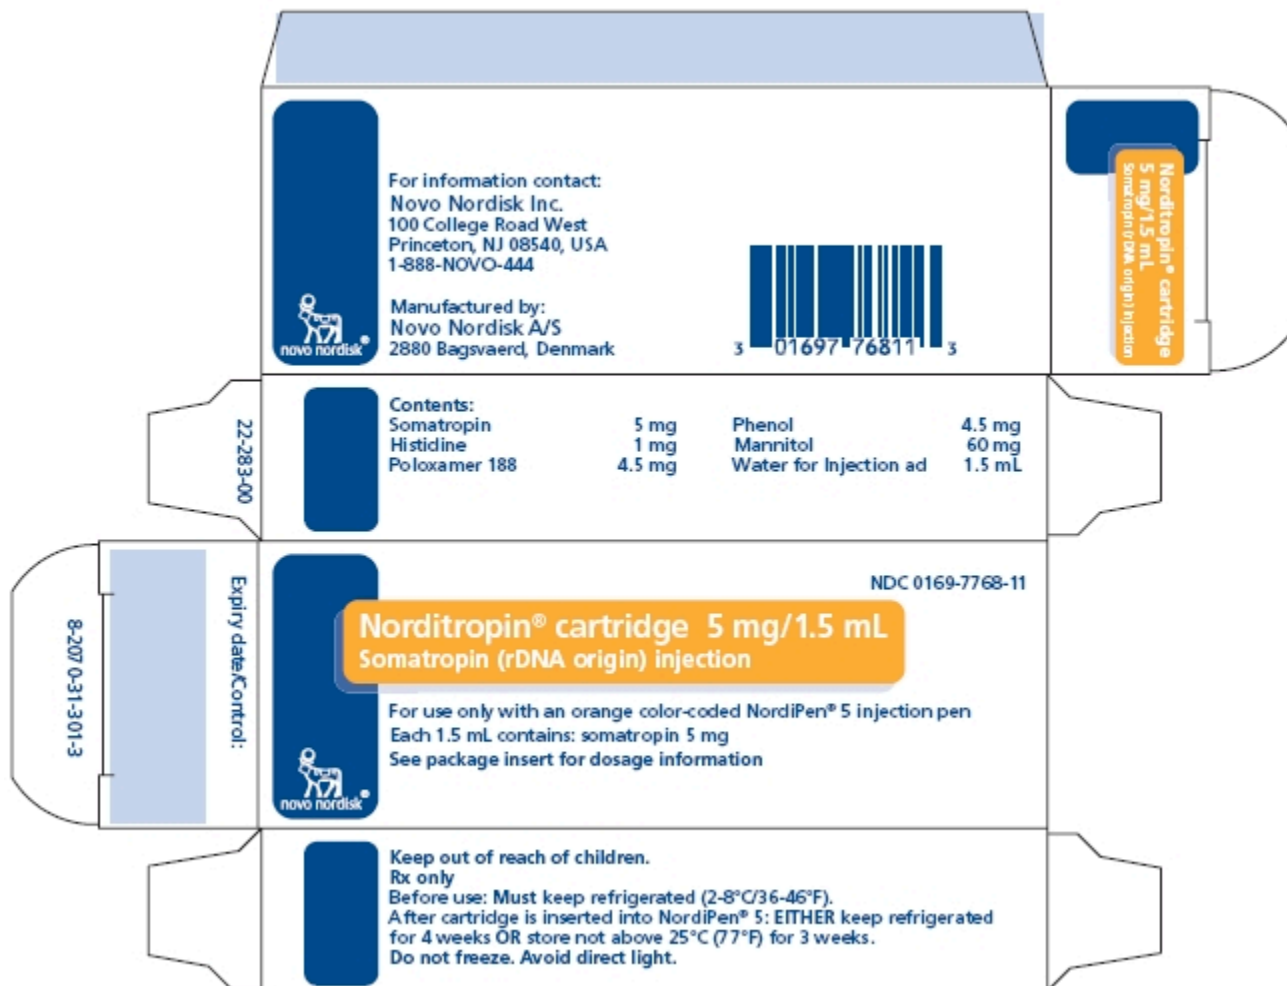 For information contact:
Novo Nordisk Inc.
100 College Road West
Princeton, NJ 08540, USA
1-888-NOVO-444
Manufactured by:
Novo Nordisk A/S
2880 Bagsvaerd, Denmark
novo nordisk®
3 01697 76811 3
Norditropin® cartridge
5 mg/1.5 mL
Somatropin (rDNA origin) injection
22-283-00
Contents:
Somatropin 5 mg Phenol 4.5 mg
Histidine 1 mg Mannitol 60 mg
Poloxamer 188 4.5 mg Water for Injection ad 1.5 mL
8-2070-31-301-3
Expiry date/Control:
NDC 0169-7768-11
Norditropin® cartridge 5 mg/1.5 mL
Somatropin (rDNA origin) injection
For use only with an orange color-coded NordiPen® 5 injection pen
Each 1.5 mL contains: somatropin 5 mg
See package insert for dosage information
novo nordisk®
Keep out of reach of children.
Rx only
Before use: Must keep refrigerated (2-8°C/36-46°F).
After cartridge is inserted into NordiPen® 5: EITHER keep refrigerated
for 4 weeks OR store not above 25°C (77°F) for 3 weeks.
Do not freeze. Avoid direct light.